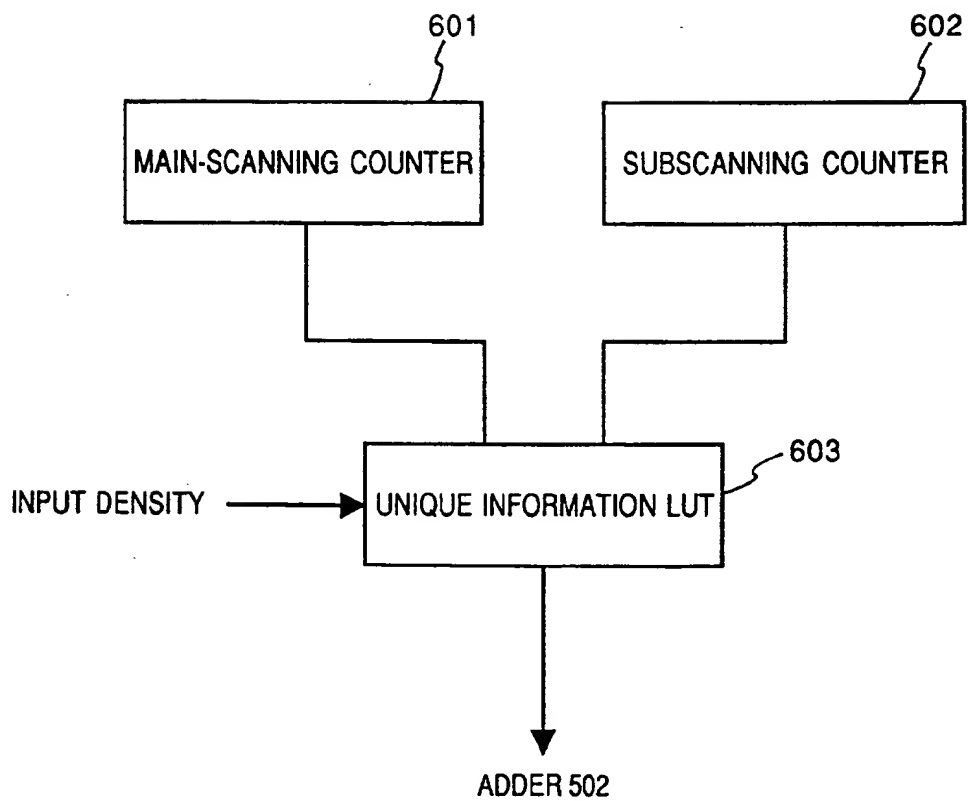 601
602
MAIN-SCANNING COUNTER
SUBSCANNING COUNTER
603
INPUT DENSITY
UNIQUE INFORMATION LUT
ADDER 502